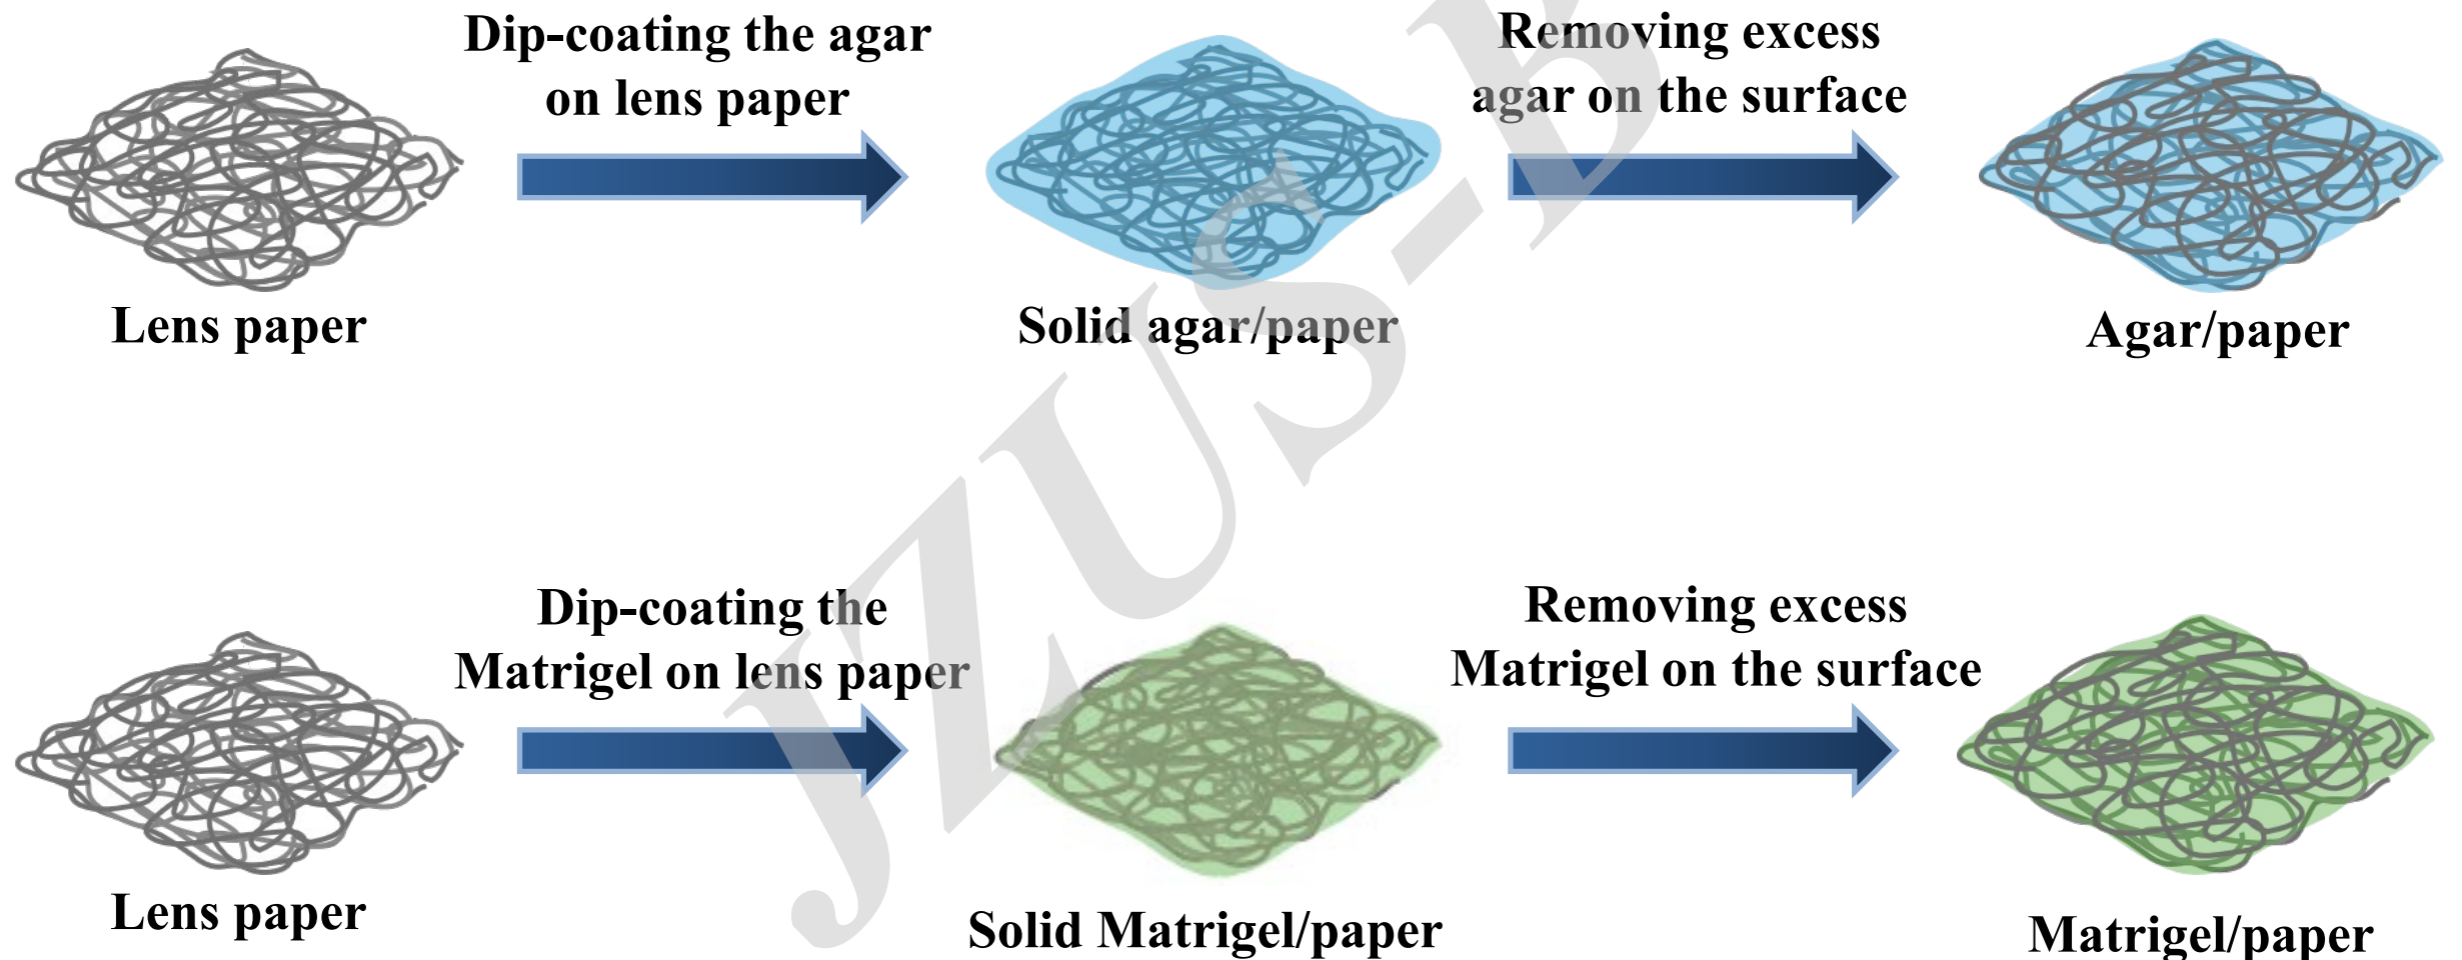 Dip-coating the agar
on lens paper
Removing excess
agar on the surface
Lens paper
Solid agar/paper
Agar/paper
Dip-coating the
Matrigel on lens paper
Removing excess
Matrigel on the surface
Lens paper
Solid Matrigel/paper
Matrigel/paper
JZUS-B